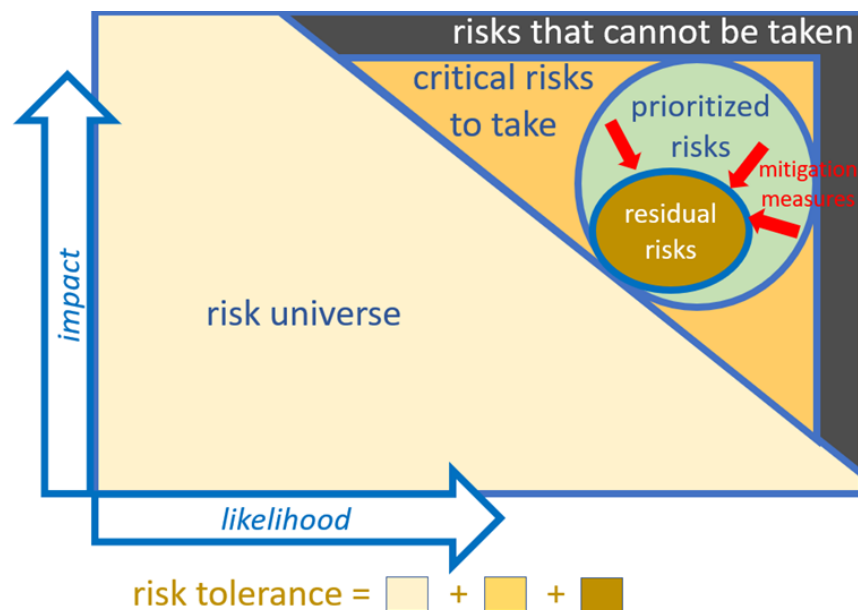 risks that cannot be taken
critical risks
to take
prioritized
risks
mitigation
measures
residual
risks
impact
risk universe
likelihood
risk tolerance = + +